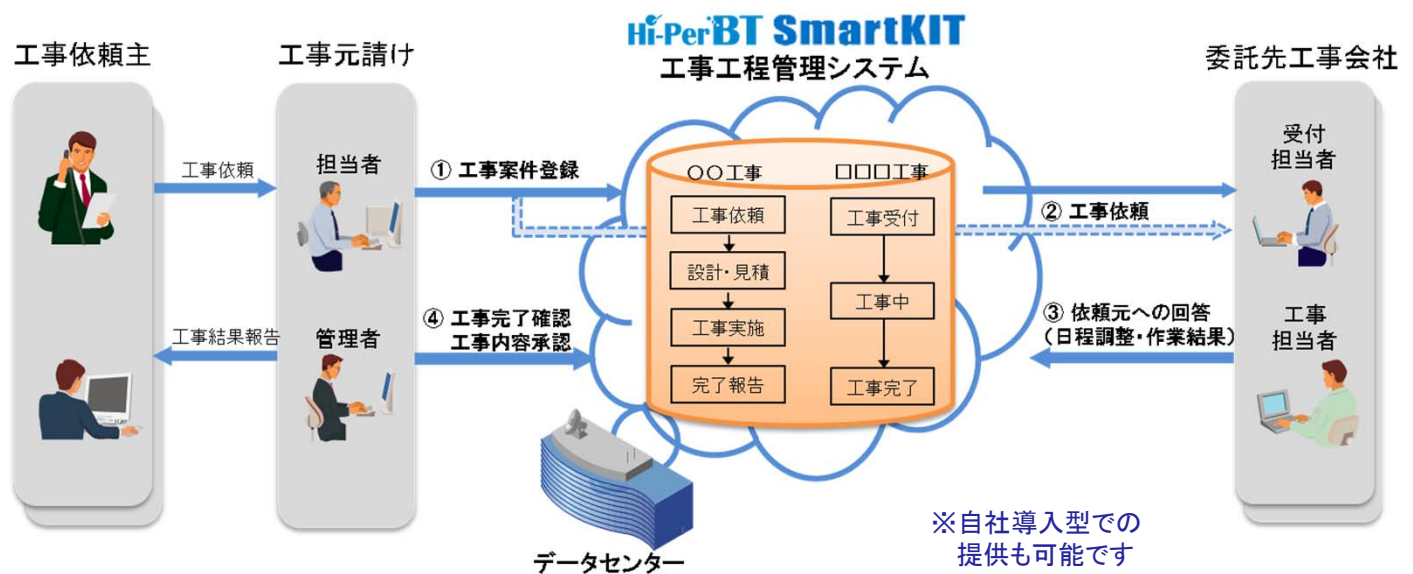 Hi-PerBT SmartKIT
工事工程管理システム
工事依頼主
工事元請け
委託先工事会社
工事依頼
担当者
① 工事案件登録
○○工事
□□□工事
工事依頼
設計・見積
工事実施
完了報告
工事受付
工事中
工事完了
② 工事依頼
受付
担当者
工事結果報告
管理者
④ 工事完了確認
工事内容承認
③ 依頼元への回答
(日程調整・作業結果)
工事
担当者
データセンター
※自社導入型での
提供も可能です